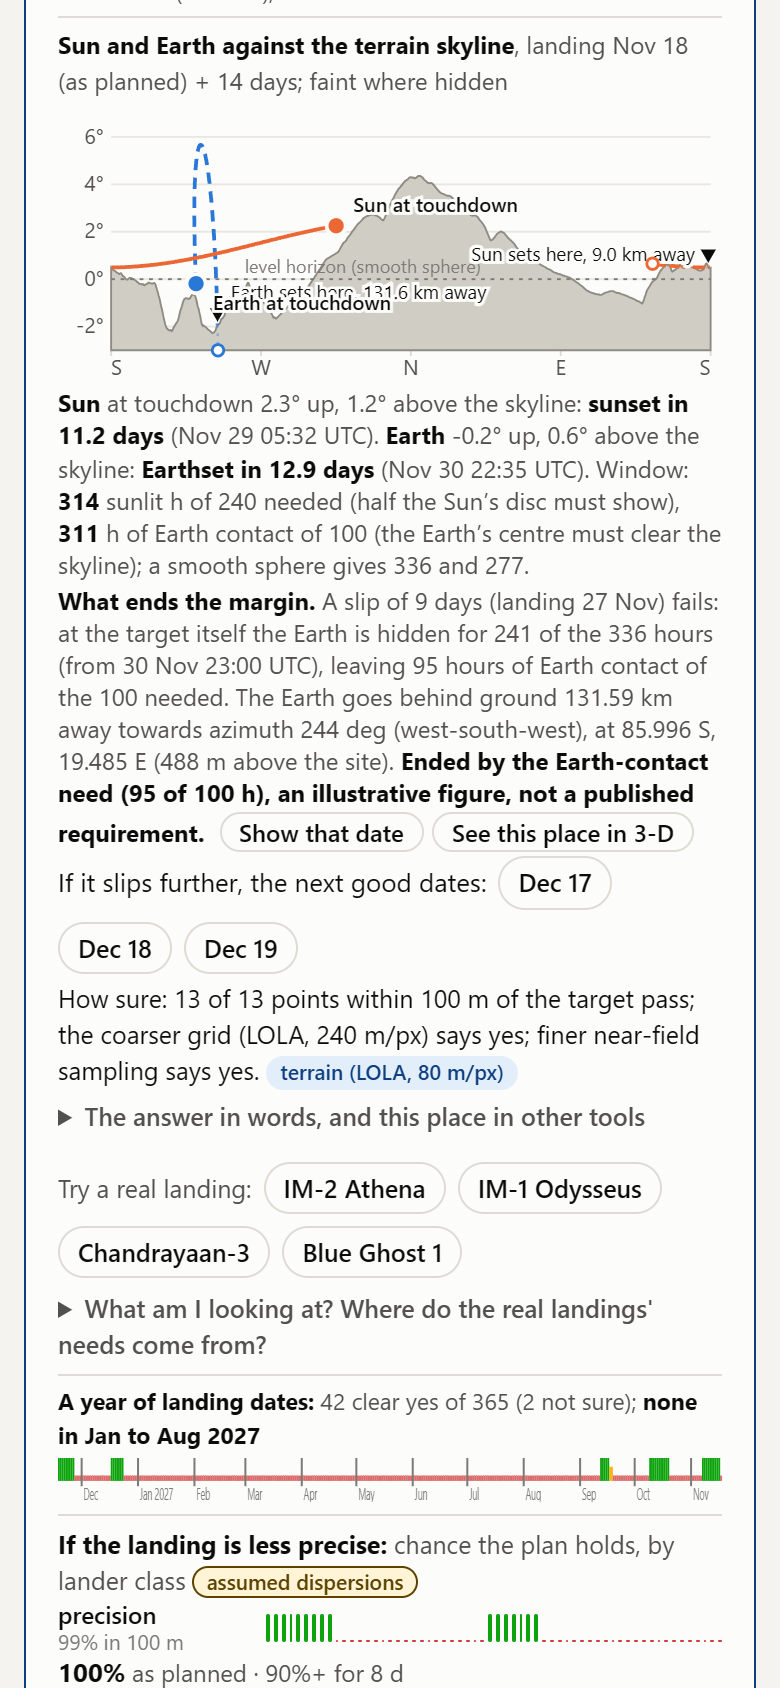 Sun and Earth against the terrain skyline, landing Nov 18
(as planned) + 14 days; faint where hidden
6°
4°
2°
0°
-2°
Sun at touchdown
Sun sets here, 9.0 km away
level horizon (smooth sphere)
Earth sets here, 131.6 km away
Earth at touchdown
S W N E S
Sun at touchdown 2.3° up, 1.2° above the skyline: sunset in
11.2 days (Nov 29 05:32 UTC). Earth -0.2° up, 0.6° above the
skyline: Earthset in 12.9 days (Nov 30 22:35 UTC). Window:
314 sunlit h of 240 needed (half the Sun’s disc must show),
311 h of Earth contact of 100 (the Earth’s centre must clear the
skyline); a smooth sphere gives 336 and 277.
What ends the margin. A slip of 9 days (landing 27 Nov) fails:
at the target itself the Earth is hidden for 241 of the 336 hours
(from 30 Nov 23:00 UTC), leaving 95 hours of Earth contact of
the 100 needed. The Earth goes behind ground 131.59 km
away towards azimuth 244 deg (west-south-west), at 85.996 S,
19.485 E (488 m above the site). Ended by the Earth-contact
need (95 of 100 h), an illustrative figure, not a published
requirement. Show that date See this place in 3-D
If it slips further, the next good dates: Dec 17
Dec 18 Dec 19
How sure: 13 of 13 points within 100 m of the target pass;
the coarser grid (LOLA, 240 m/px) says yes; finer near-field
sampling says yes. terrain (LOLA, 80 m/px)
▶ The answer in words, and this place in other tools
Try a real landing: IM-2 Athena IM-1 Odysseus
Chandrayaan-3 Blue Ghost 1
▶ What am I looking at? Where do the real landings'
needs come from?
A year of landing dates: 42 clear yes of 365 (2 not sure); none
in Jan to Aug 2027
Dec Jan 2027 Feb Mar Apr May Jun Jul Aug Sep Oct Nov
If the landing is less precise: chance the plan holds, by
lander class assumed dispersions
precision
99% in 100 m
100% as planned · 90%+ for 8 d